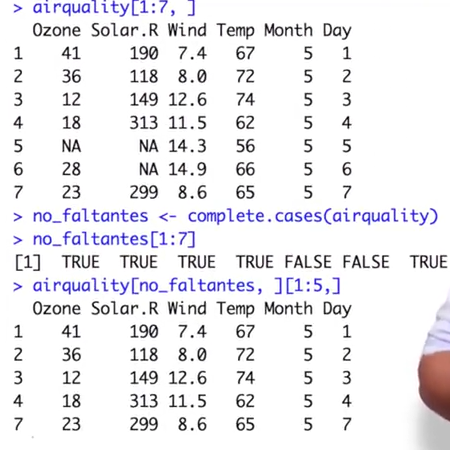 > airquality[1:7, ]
Ozone Solar.R Wind Temp Month Day
1 41 190 7.4 67 5 1
2 36 118 8.0 72 5 2
3 12 149 12.6 74 5 3
4 18 313 11.5 62 5 4
5 NA NA 14.3 56 5 5
6 28 NA 14.9 66 5 6
7 23 299 8.6 65 5 7
> no_faltantes <- complete.cases(airquality)
> no_faltantes[1:7]
[1] TRUE TRUE TRUE TRUE FALSE FALSE TRUE
> airquality[no_faltantes, ][1:5,]
Ozone Solar.R Wind Temp Month Day
1 41 190 7.4 67 5 1
2 36 118 8.0 72 5 2
3 12 149 12.6 74 5 3
4 18 313 11.5 62 5 4
7 23 299 8.6 65 5 7